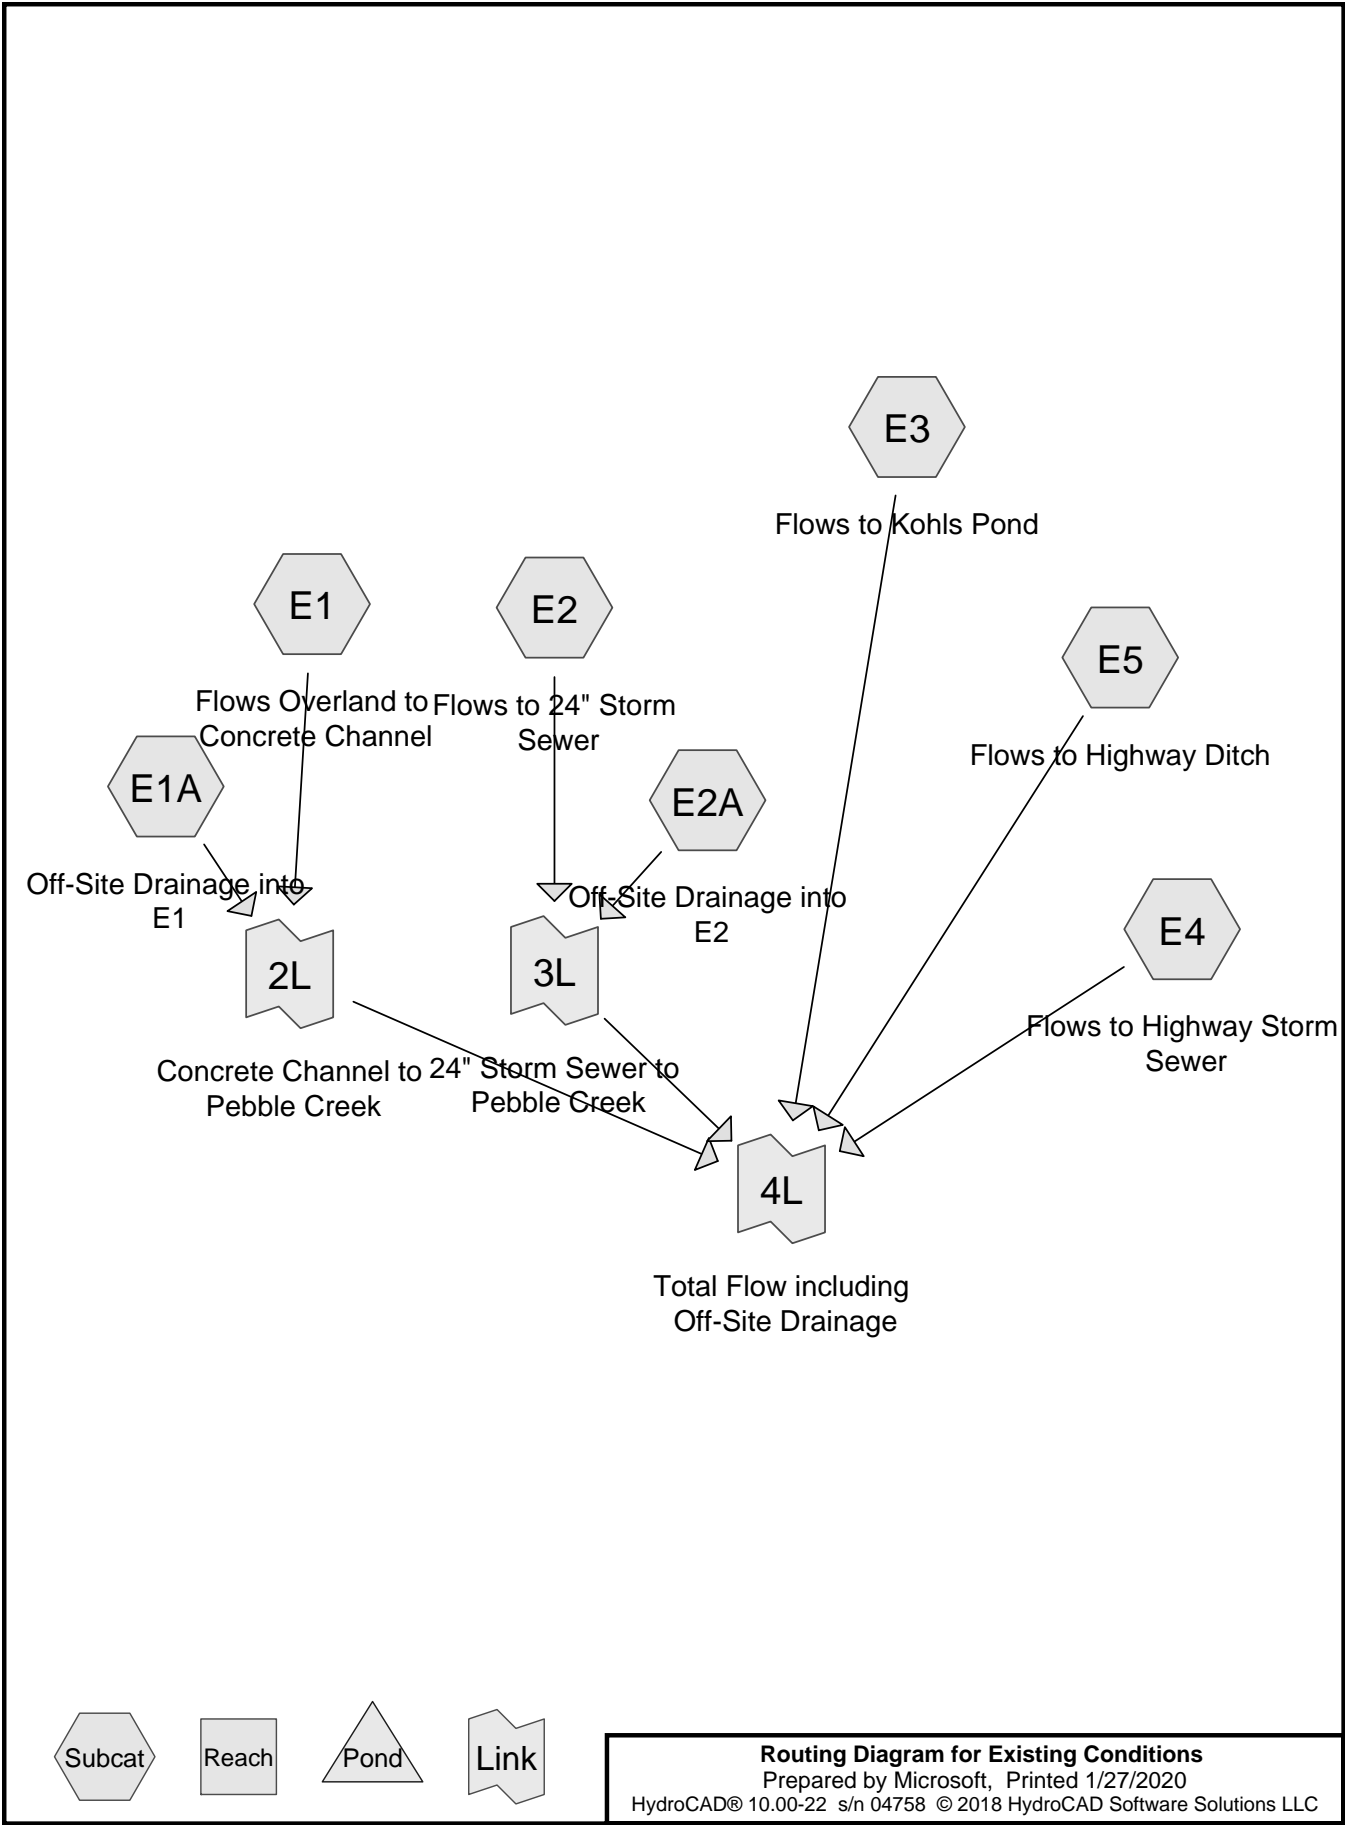 E3
Flows to Kohls Pond
E1
Flows Overland to
Concrete Channel
E2
Flows to 24" Storm
Sewer
E5
Flows to Highway Ditch
E1A
Off-Site Drainage into
E1
E2A
Off-Site Drainage into
E2
E4
Flows to Highway Storm
Sewer
2L
Concrete Channel to
Pebble Creek
3L
24" Storm Sewer to
Pebble Creek
4L
Total Flow including
Off-Site Drainage
Subcat
Reach
Pond
Link
Routing Diagram for Existing Conditions
Prepared by Microsoft, Printed 1/27/2020
HydroCAD® 10.00-22 s/n 04758 © 2018 HydroCAD Software Solutions LLC